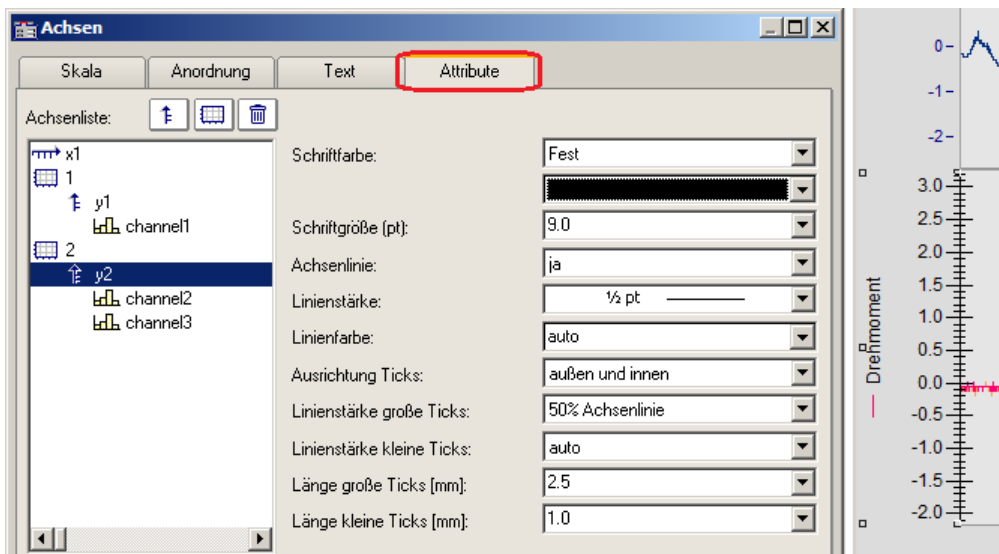 Achsen
Skala Anordnung Text Attribute
Achsenliste:
x1
1
y1
channel1
2
y2
channel2
channel3
Schriftfarbe: Fest
Schriftgröße (pt): 9.0
Achsenlinie: ja
Linienstärke: ½ pt
Linienfarbe: auto
Ausrichtung Ticks: außen und innen
Linienstärke große Ticks: 50% Achsenlinie
Linienstärke kleine Ticks: auto
Länge große Ticks [mm]: 2.5
Länge kleine Ticks [mm]: 1.0
0
-1
-2
Drehmoment
3.0
2.5
2.0
1.5
1.0
0.5
0.0
-0.5
-1.0
-1.5
-2.0